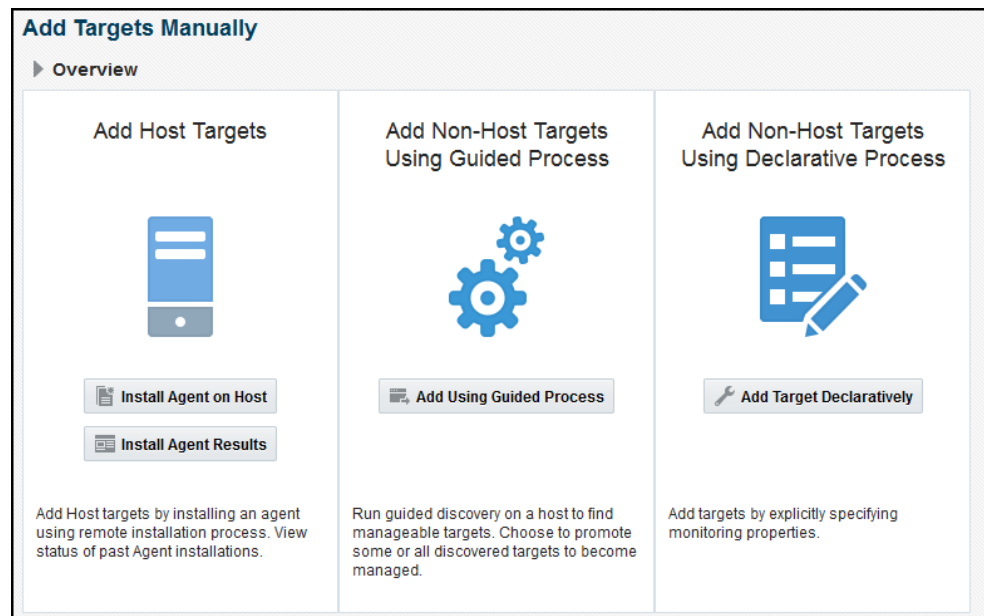 Add Targets Manually
Overview
Add Host Targets
Install Agent on Host
Install Agent Results
Add Host targets by installing an agent
using remote installation process. View
status of past Agent installations.
Add Non-Host Targets
Using Guided Process
Add Using Guided Process
Run guided discovery on a host to find
manageable targets. Choose to promote
some or all discovered targets to become
managed.
Add Non-Host Targets
Using Declarative Process
Add Target Declaratively
Add targets by explicitly specifying
monitoring properties.